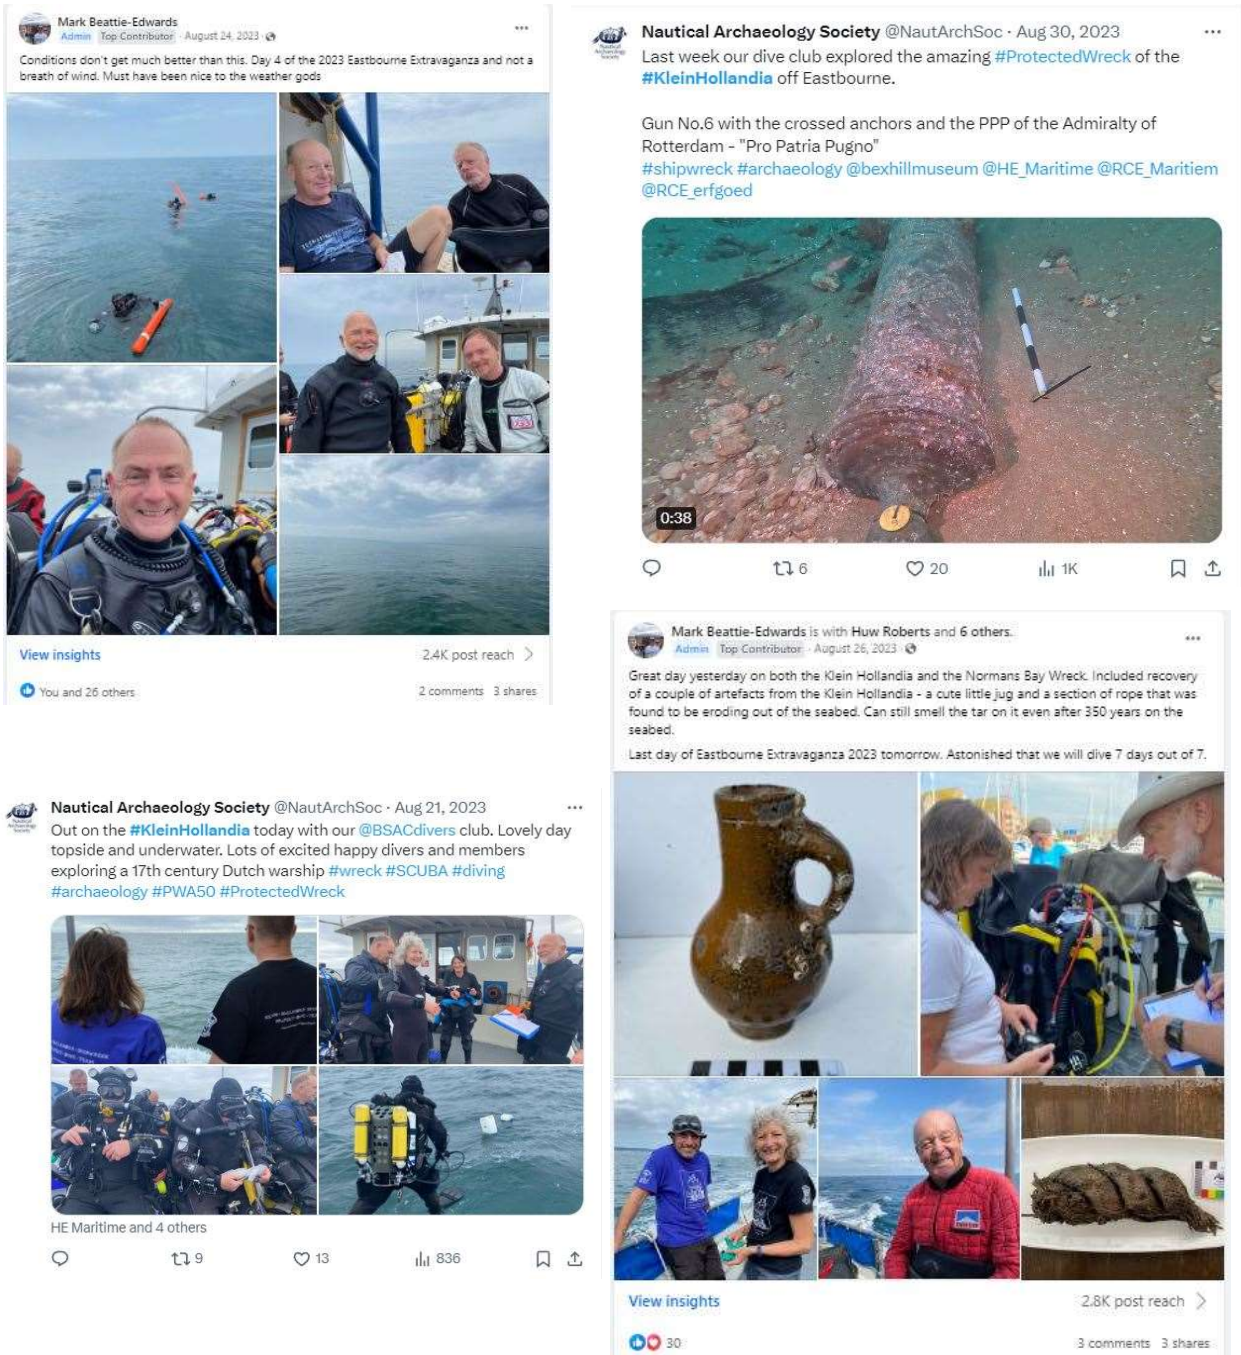 Mark Beattie-Edwards
Admin Top Contributor · August 24, 2023 ·
Conditions don't get much better than this. Day 4 of the 2023 Eastbourne Extravaganza and not a
breath of wind. Must have been nice to the weather gods
View insights
2.4K post reach
You and 26 others
2 comments 3 shares
Nautical Archaeology Society @NautArchSoc · Aug 30, 2023
Last week our dive club explored the amazing #ProtectedWreck of the
#KleinHollandia off Eastbourne.
Gun No.6 with the crossed anchors and the PPP of the Admiralty of
Rotterdam - "Pro Patria Pugno"
#shipwreck #archaeology @bexhillmuseum @HE_Maritime @RCE_Maritiem
@RCE_erfgoed
0:38
6 20 1K
Nautical Archaeology Society @NautArchSoc · Aug 21, 2023
Out on the #KleinHollandia today with our @BSACdivers club. Lovely day
topside and underwater. Lots of excited happy divers and members
exploring a 17th century Dutch warship #wreck #SCUBA #diving
#archaeology #PWA50 #ProtectedWreck
HE Maritime and 4 others
9 13 836
Mark Beattie-Edwards is with Huw Roberts and 6 others.
Admin Top Contributor · August 26, 2023 ·
Great day yesterday on both the Klein Hollandia and the Normans Bay Wreck. Included recovery
of a couple of artefacts from the Klein Hollandia - a cute little jug and a section of rope that was
found to be eroding out of the seabed. Can still smell the tar on it even after 350 years on the
seabed.
Last day of Eastbourne Extravaganza 2023 tomorrow. Astonished that we will dive 7 days out of 7.
View insights
2.8K post reach
30
3 comments 3 shares